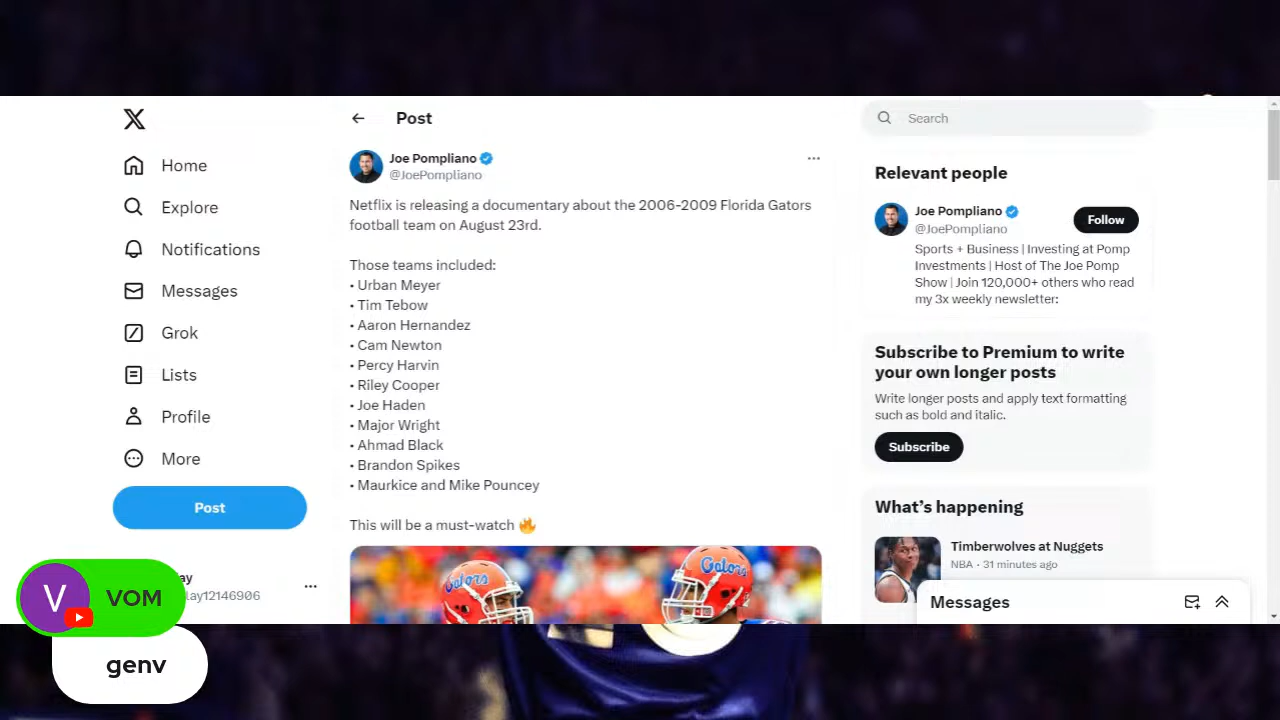 Home
Explore
Notifications
Messages
Grok
Lists
Profile
More
Post
lay
lay12146906
Post
Joe Pompliano
@JoePompliano
Netflix is releasing a documentary about the 2006-2009 Florida Gators
football team on August 23rd.
Those teams included:
• Urban Meyer
• Tim Tebow
• Aaron Hernandez
• Cam Newton
• Percy Harvin
• Riley Cooper
• Joe Haden
• Major Wright
• Ahmad Black
• Brandon Spikes
• Maurkice and Mike Pouncey
This will be a must-watch 🔥
Gators
Gators
Search
Relevant people
Joe Pompliano
@JoePompliano
Follow
Sports + Business | Investing at Pomp
Investments | Host of The Joe Pomp
Show | Join 120,000+ others who read
my 3x weekly newsletter:
Subscribe to Premium to write
your own longer posts
Write longer posts and apply text formatting
such as bold and italic.
Subscribe
What's happening
Timberwolves at Nuggets
NBA · 31 minutes ago
Messages
V
VOM
genv